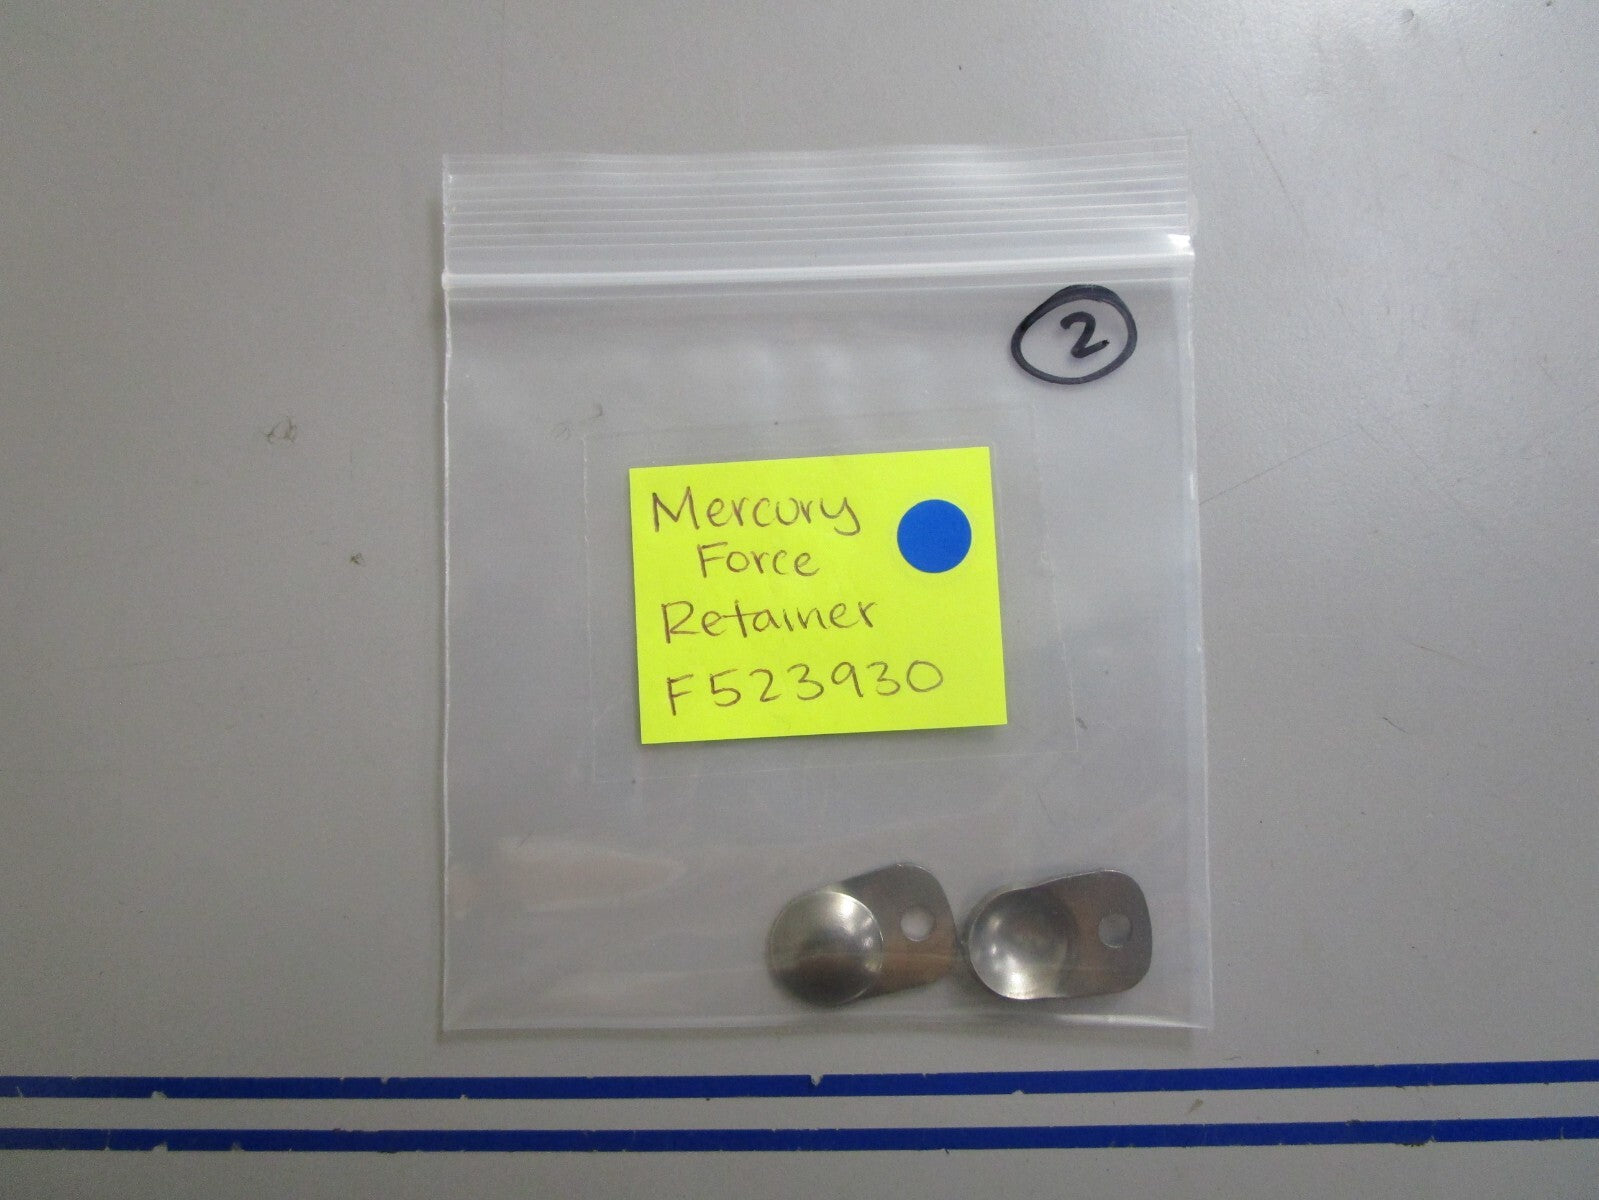 2
Mercury
Force
Retainer
F523930